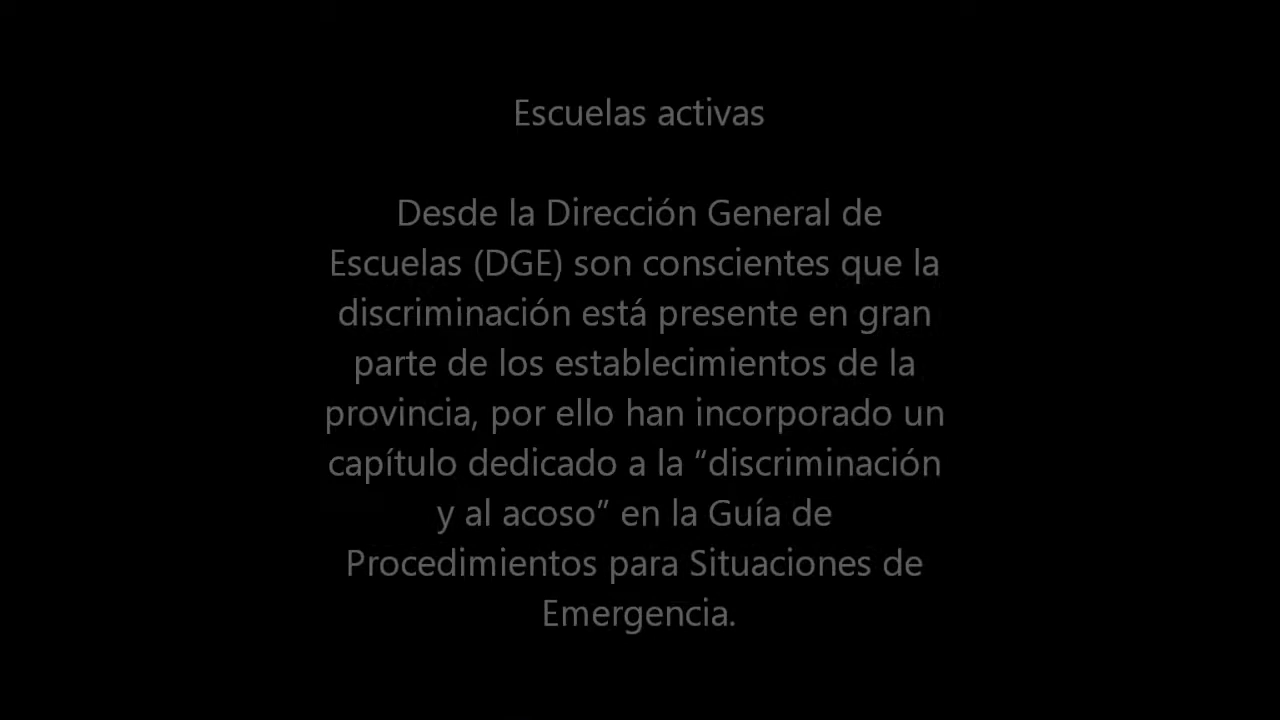 Escuelas activas
Desde la Dirección General de
Escuelas (DGE) son conscientes que la
discriminación está presente en gran
parte de los establecimientos de la
provincia, por ello han incorporado un
capítulo dedicado a la “discriminación
y al acoso” en la Guía de
Procedimientos para Situaciones de
Emergencia.